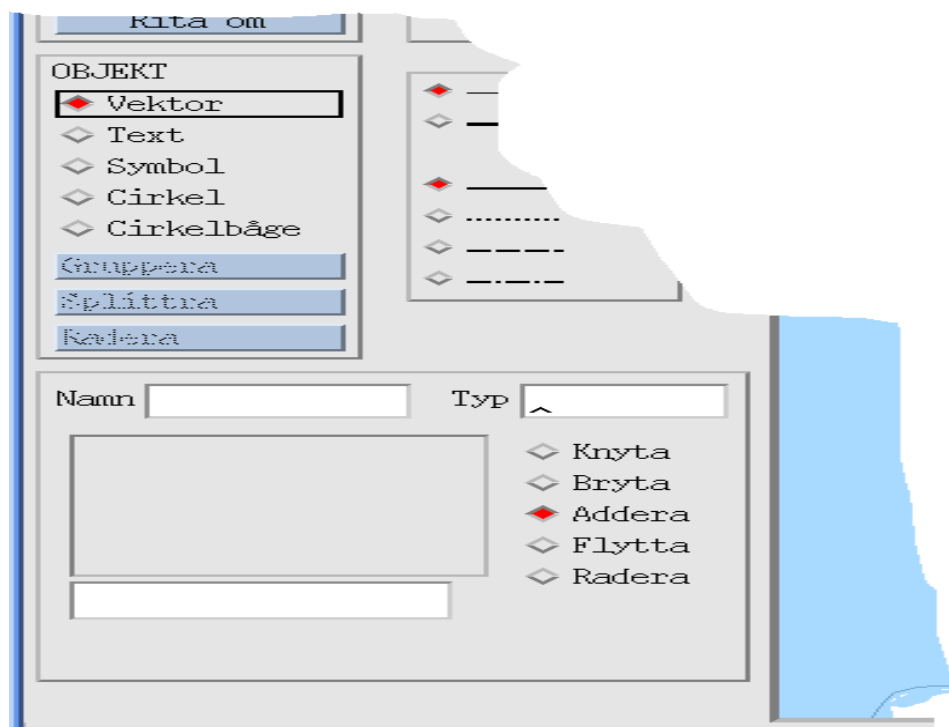 Rita om
OBJEKT
Vektor
Text
Symbol
Cirkel
Cirkelbåge
Gruppera
Splittra
Radera
Namn
Typ
Knyta
Bryta
Addera
Flytta
Radera